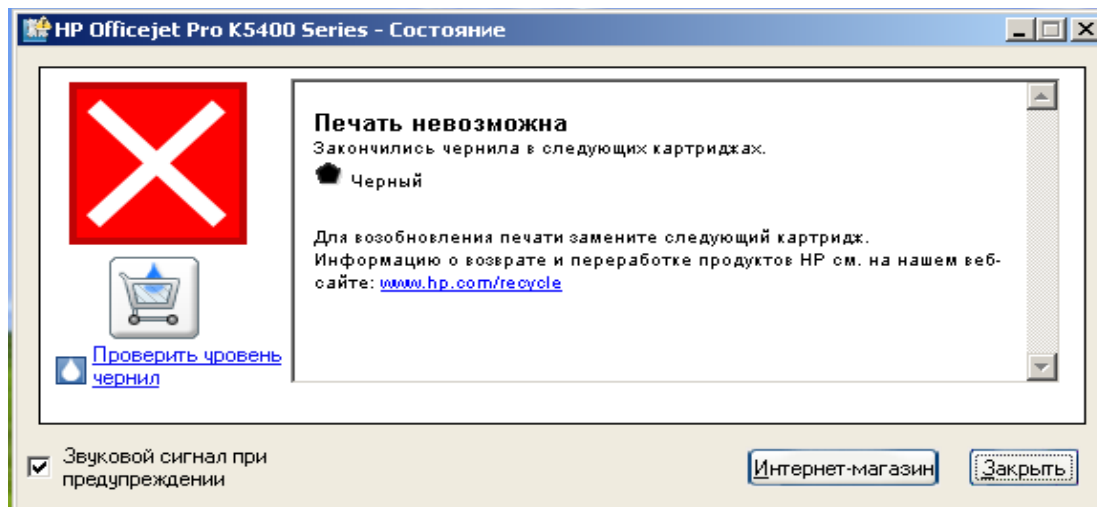 HP Officejet Pro K5400 Series - Состояние
Печать невозможна
Закончились чернила в следующих картриджах.
Черный
Для возобновления печати замените следующий картридж.
Информацию о возврате и переработке продуктов HP см. на нашем веб-
сайте: www.hp.com/recycle
Проверить уровень
чернил
Звуковой сигнал при
предупреждении
Интернет-магазин
Закрыть